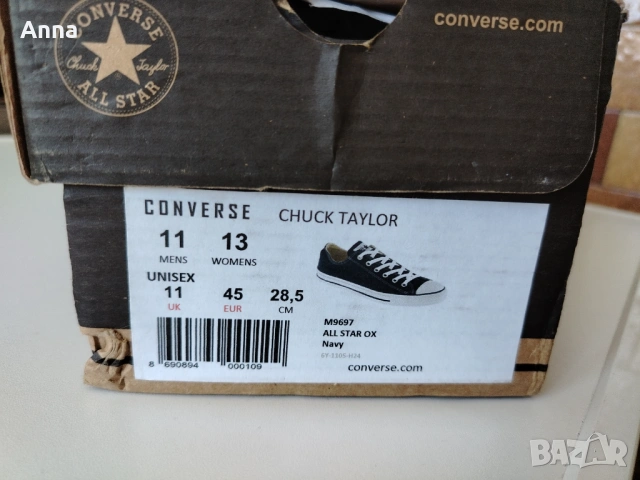 Anna
CONVERSE
Chuck Taylor
ALL STAR
converse.com
CONVERSE CHUCK TAYLOR
11 13
MENS WOMENS
UNISEX
11 45 28,5
UK EUR CM
M9697
ALL STAR OX
Navy
8 690894 000109
converse.com
BAZAR